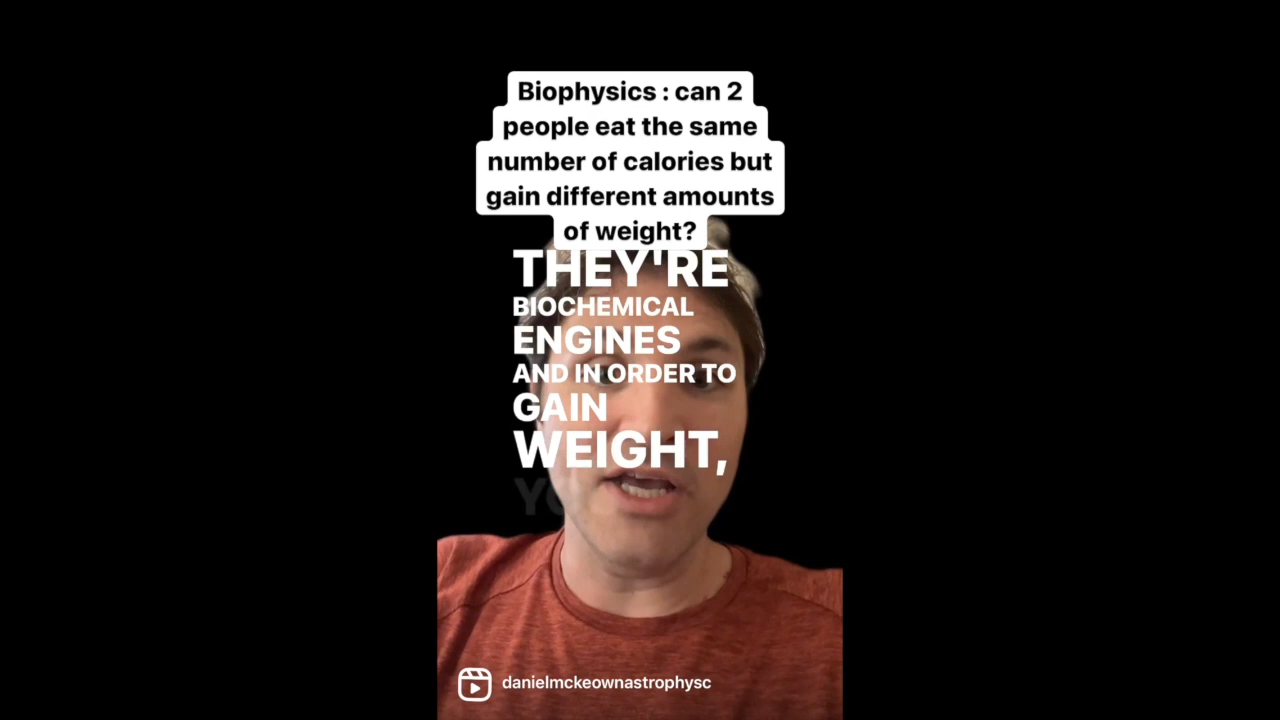 Biophysics : can 2
people eat the same
number of calories but
gain different amounts
of weight?
THEY'RE
BIOCHEMICAL
ENGINES
AND IN ORDER TO
GAIN
WEIGHT,
danielmckeownastrophysc